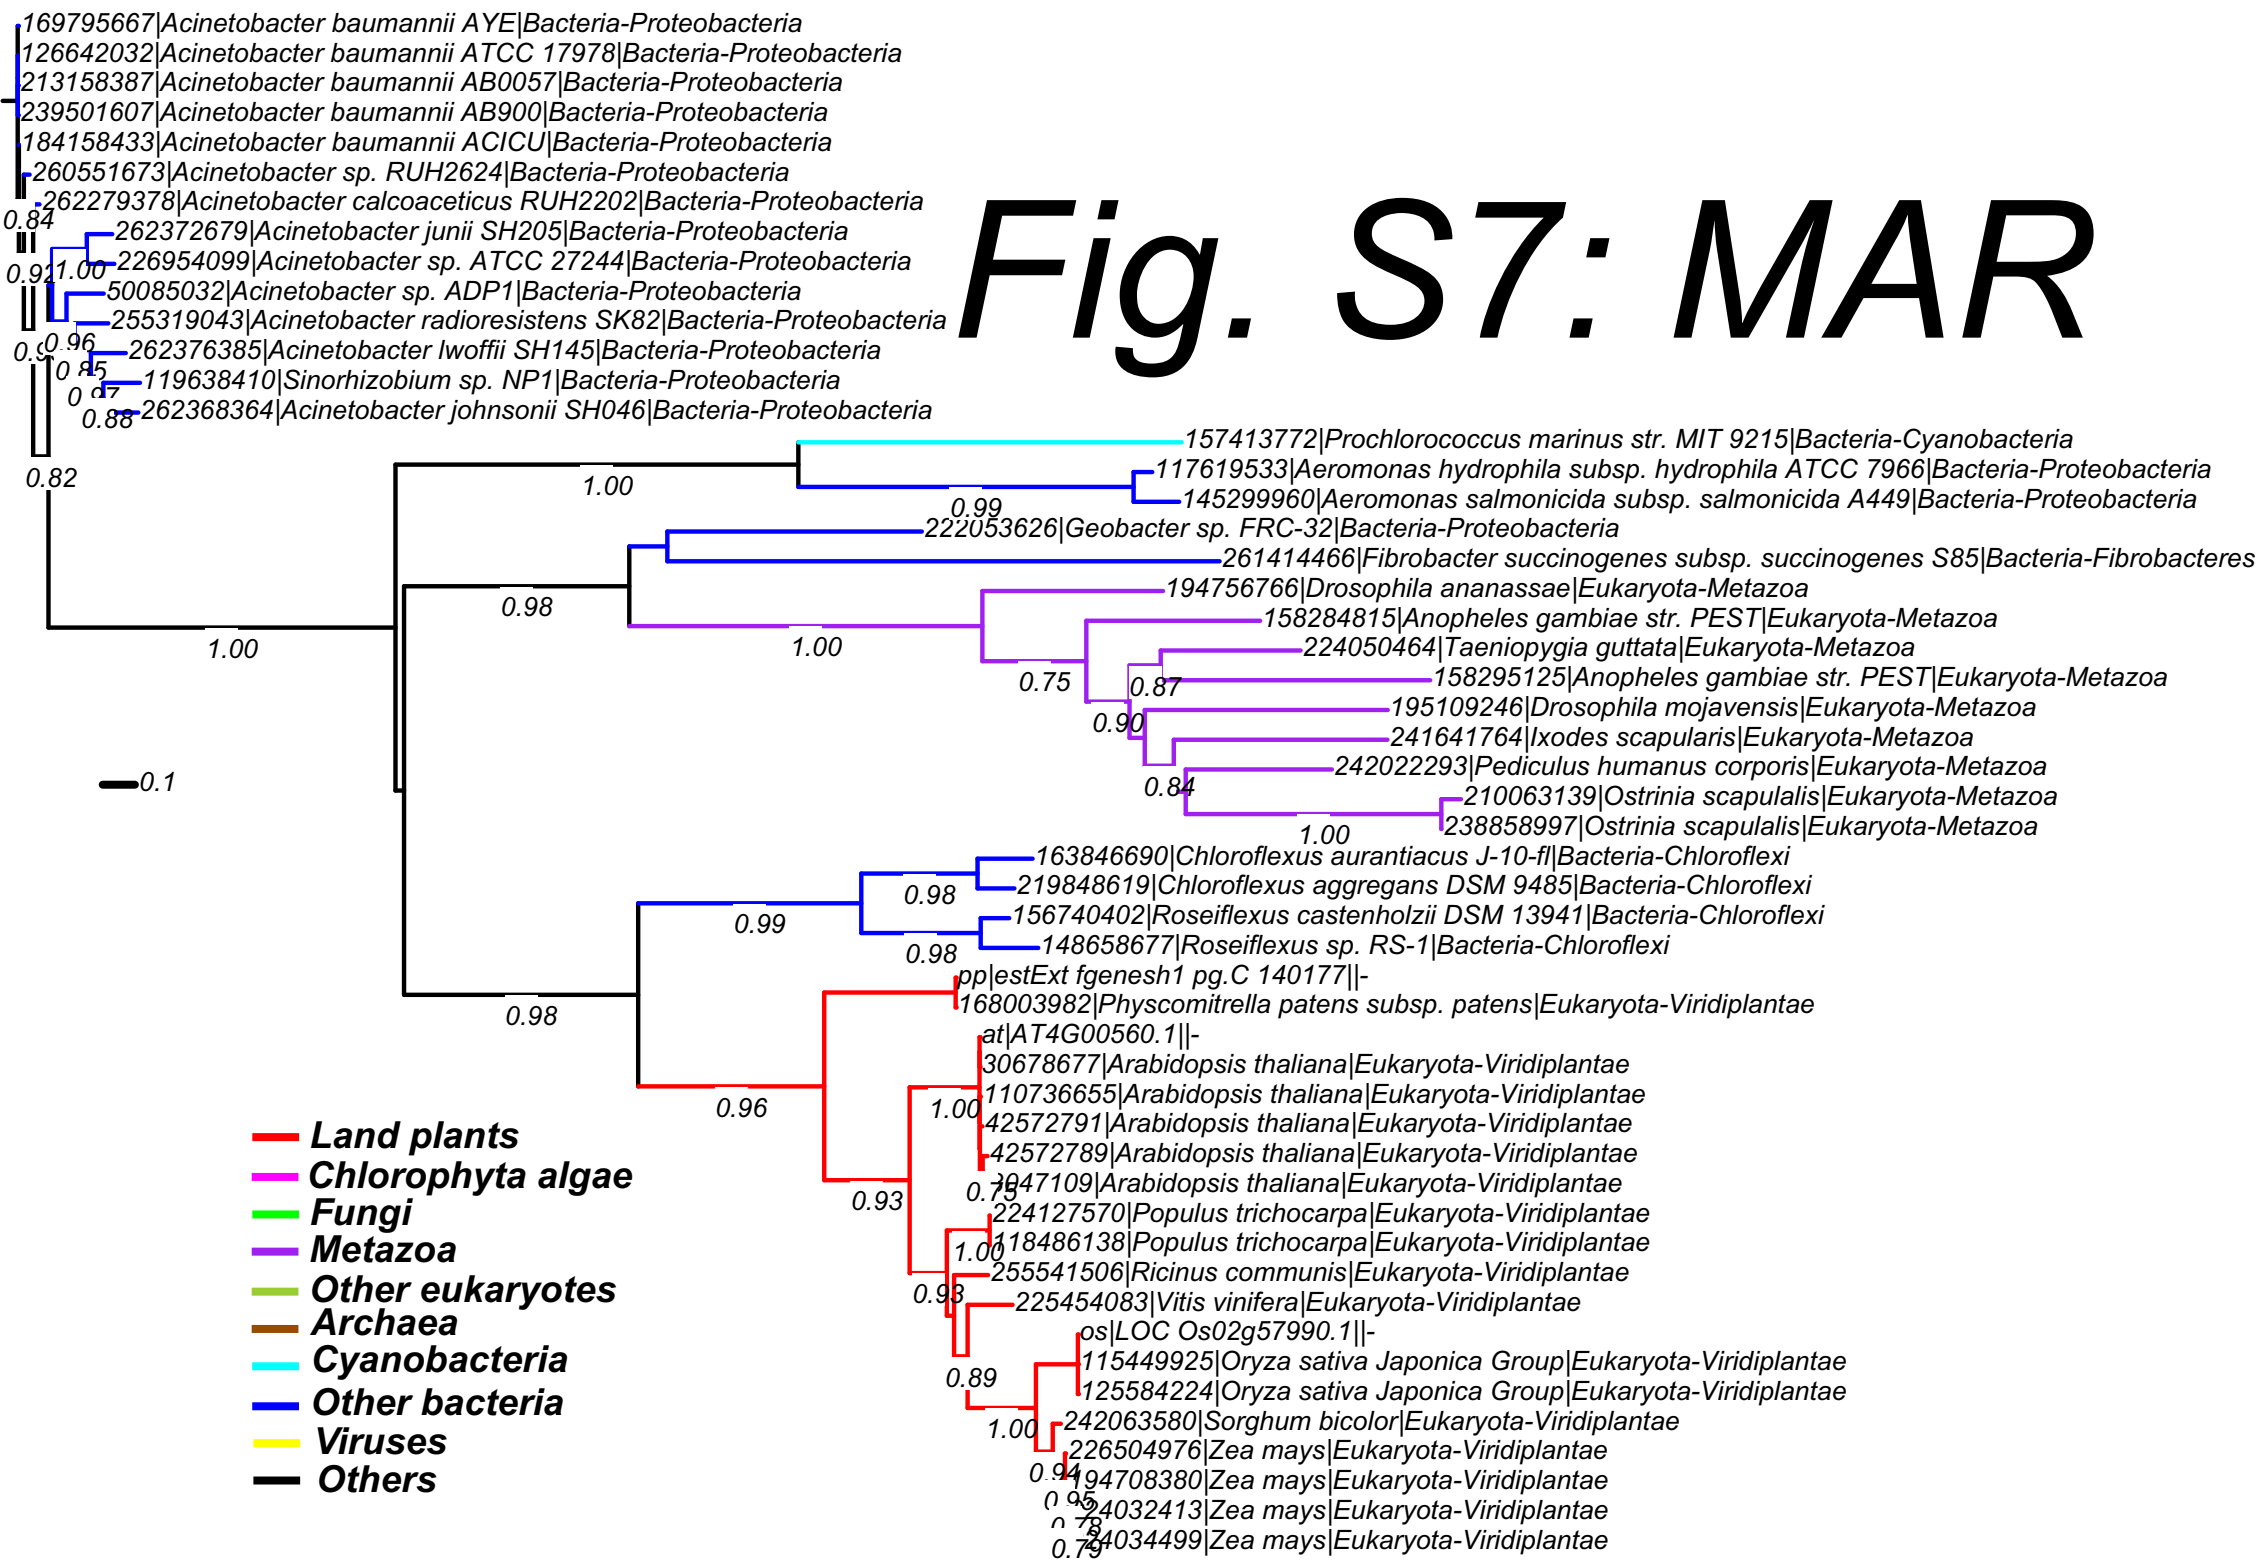 169795667|Acinetobacter baumannii AYE|Bacteria-Proteobacteria
126642032|Acinetobacter baumannii ATCC 17978|Bacteria-Proteobacteria
213158387|Acinetobacter baumannii AB0057|Bacteria-Proteobacteria
239501607|Acinetobacter baumannii AB900|Bacteria-Proteobacteria
184158433|Acinetobacter baumannii ACICU|Bacteria-Proteobacteria
260551673|Acinetobacter sp. RUH2624|Bacteria-Proteobacteria
262279378|Acinetobacter calcoaceticus RUH2202|Bacteria-Proteobacteria
0.84
262372679|Acinetobacter junii SH205|Bacteria-Proteobacteria
226954099|Acinetobacter sp. ATCC 27244|Bacteria-Proteobacteria
0.92
1.00
50085032|Acinetobacter sp. ADP1|Bacteria-Proteobacteria
255319043|Acinetobacter radioresistens SK82|Bacteria-Proteobacteria
0.96
262376385|Acinetobacter lwoffii SH145|Bacteria-Proteobacteria
0.85
119638410|Sinorhizobium sp. NP1|Bacteria-Proteobacteria
0.97
262368364|Acinetobacter johnsonii SH046|Bacteria-Proteobacteria
0.88
Fig. S7: MAR
0.82
157413772|Prochlorococcus marinus str. MIT 9215|Bacteria-Cyanobacteria
117619533|Aeromonas hydrophila subsp. hydrophila ATCC 7966|Bacteria-Proteobacteria
1.00
145299960|Aeromonas salmonicida subsp. salmonicida A449|Bacteria-Proteobacteria
0.99
222053626|Geobacter sp. FRC-32|Bacteria-Proteobacteria
261414466|Fibrobacter succinogenes subsp. succinogenes S85|Bacteria-Fibrobacteres
194756766|Drosophila ananassae|Eukaryota-Metazoa
0.98
158284815|Anopheles gambiae str. PEST|Eukaryota-Metazoa
1.00
1.00
224050464|Taeniopygia guttata|Eukaryota-Metazoa
158295125|Anopheles gambiae str. PEST|Eukaryota-Metazoa
0.75
0.87
195109246|Drosophila mojavensis|Eukaryota-Metazoa
0.90
241641764|Ixodes scapularis|Eukaryota-Metazoa
242022293|Pediculus humanus corporis|Eukaryota-Metazoa
0.1
0.84
210063139|Ostrinia scapulalis|Eukaryota-Metazoa
238858997|Ostrinia scapulalis|Eukaryota-Metazoa
1.00
163846690|Chloroflexus aurantiacus J-10-fl|Bacteria-Chloroflexi
219848619|Chloroflexus aggregans DSM 9485|Bacteria-Chloroflexi
0.98
156740402|Roseiflexus castenholzii DSM 13941|Bacteria-Chloroflexi
0.99
148658677|Roseiflexus sp. RS-1|Bacteria-Chloroflexi
0.98
pp|estExt fgenesh1 pg.C 140177||-
168003982|Physcomitrella patens subsp. patens|Eukaryota-Viridiplantae
0.98
at|AT4G00560.1||-
30678677|Arabidopsis thaliana|Eukaryota-Viridiplantae
110736655|Arabidopsis thaliana|Eukaryota-Viridiplantae
0.96
1.00
42572791|Arabidopsis thaliana|Eukaryota-Viridiplantae
42572789|Arabidopsis thaliana|Eukaryota-Viridiplantae
|Arabidopsis thaliana|Eukaryota-Viridiplantae
0.75
0.93
224127570|Populus trichocarpa|Eukaryota-Viridiplantae
118486138|Populus trichocarpa|Eukaryota-Viridiplantae
1.00
255541506|Ricinus communis|Eukaryota-Viridiplantae
0.93
225454083|Vitis vinifera|Eukaryota-Viridiplantae
os|LOC Os02g57990.1||-
115449925|Oryza sativa Japonica Group|Eukaryota-Viridiplantae
0.89
125584224|Oryza sativa Japonica Group|Eukaryota-Viridiplantae
242063580|Sorghum bicolor|Eukaryota-Viridiplantae
1.00
226504976|Zea mays|Eukaryota-Viridiplantae
0.94
194708380|Zea mays|Eukaryota-Viridiplantae
0.95
|Zea mays|Eukaryota-Viridiplantae
0.78
|Zea mays|Eukaryota-Viridiplantae
0.79
Land plants
Chlorophyta algae
Fungi
Metazoa
Other eukaryotes
Archaea
Cyanobacteria
Other bacteria
Viruses
Others